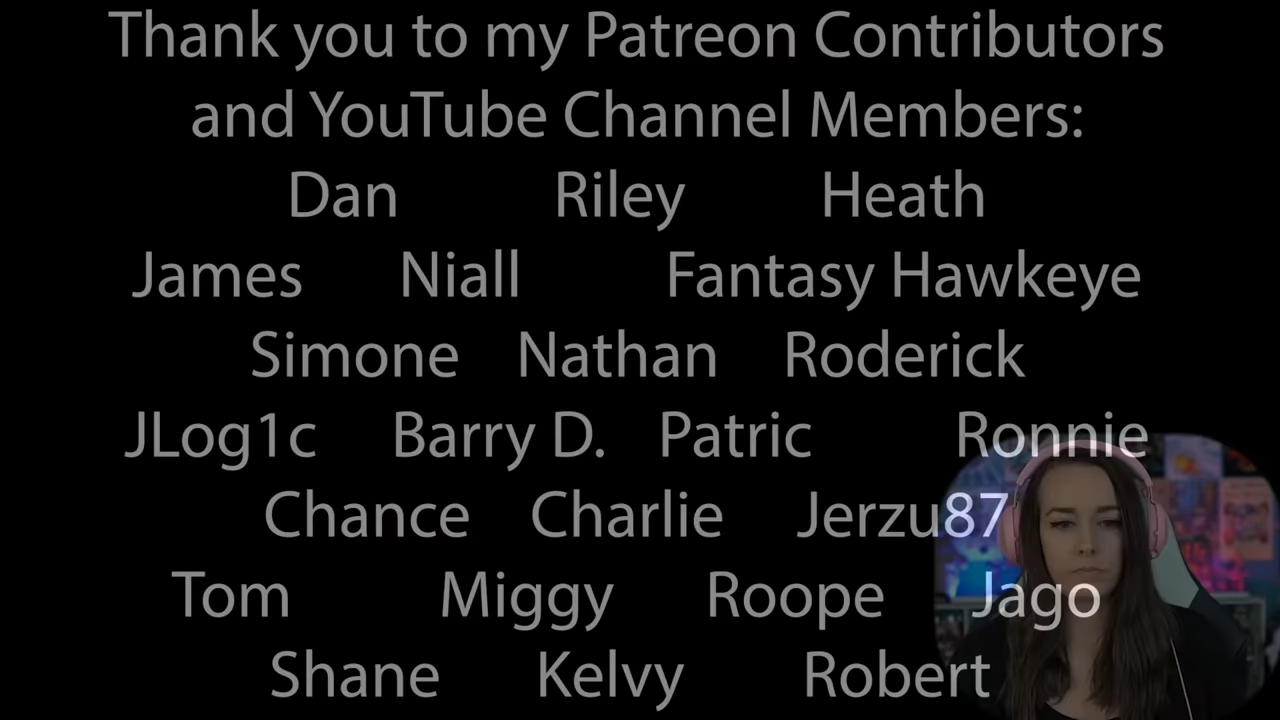 Thank you to my Patreon Contributors
and YouTube Channel Members:
Dan Riley Heath
James Niall Fantasy Hawkeye
Simone Nathan Roderick
JLog1c Barry D. Patric Ronnie
Chance Charlie Jerzu87
Tom Miggy Roope Jago
Shane Kelvy Robert